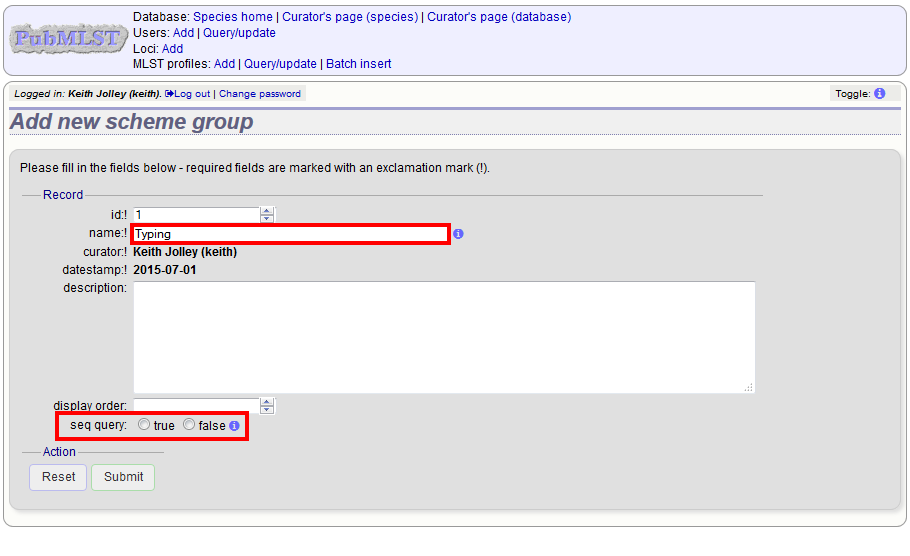 PubMLST
Database: Species home | Curator's page (species) | Curator's page (database)
Users: Add | Query/update
Loci: Add
MLST profiles: Add | Query/update | Batch insert
Logged in: Keith Jolley (keith). Log out | Change password
Toggle: i
Add new scheme group
Please fill in the fields below - required fields are marked with an exclamation mark (!).
Record
id:! 1
name:! Typing i
curator:! Keith Jolley (keith)
datestamp:! 2015-07-01
description:
display order:
seq query: true false i
Action
Reset Submit